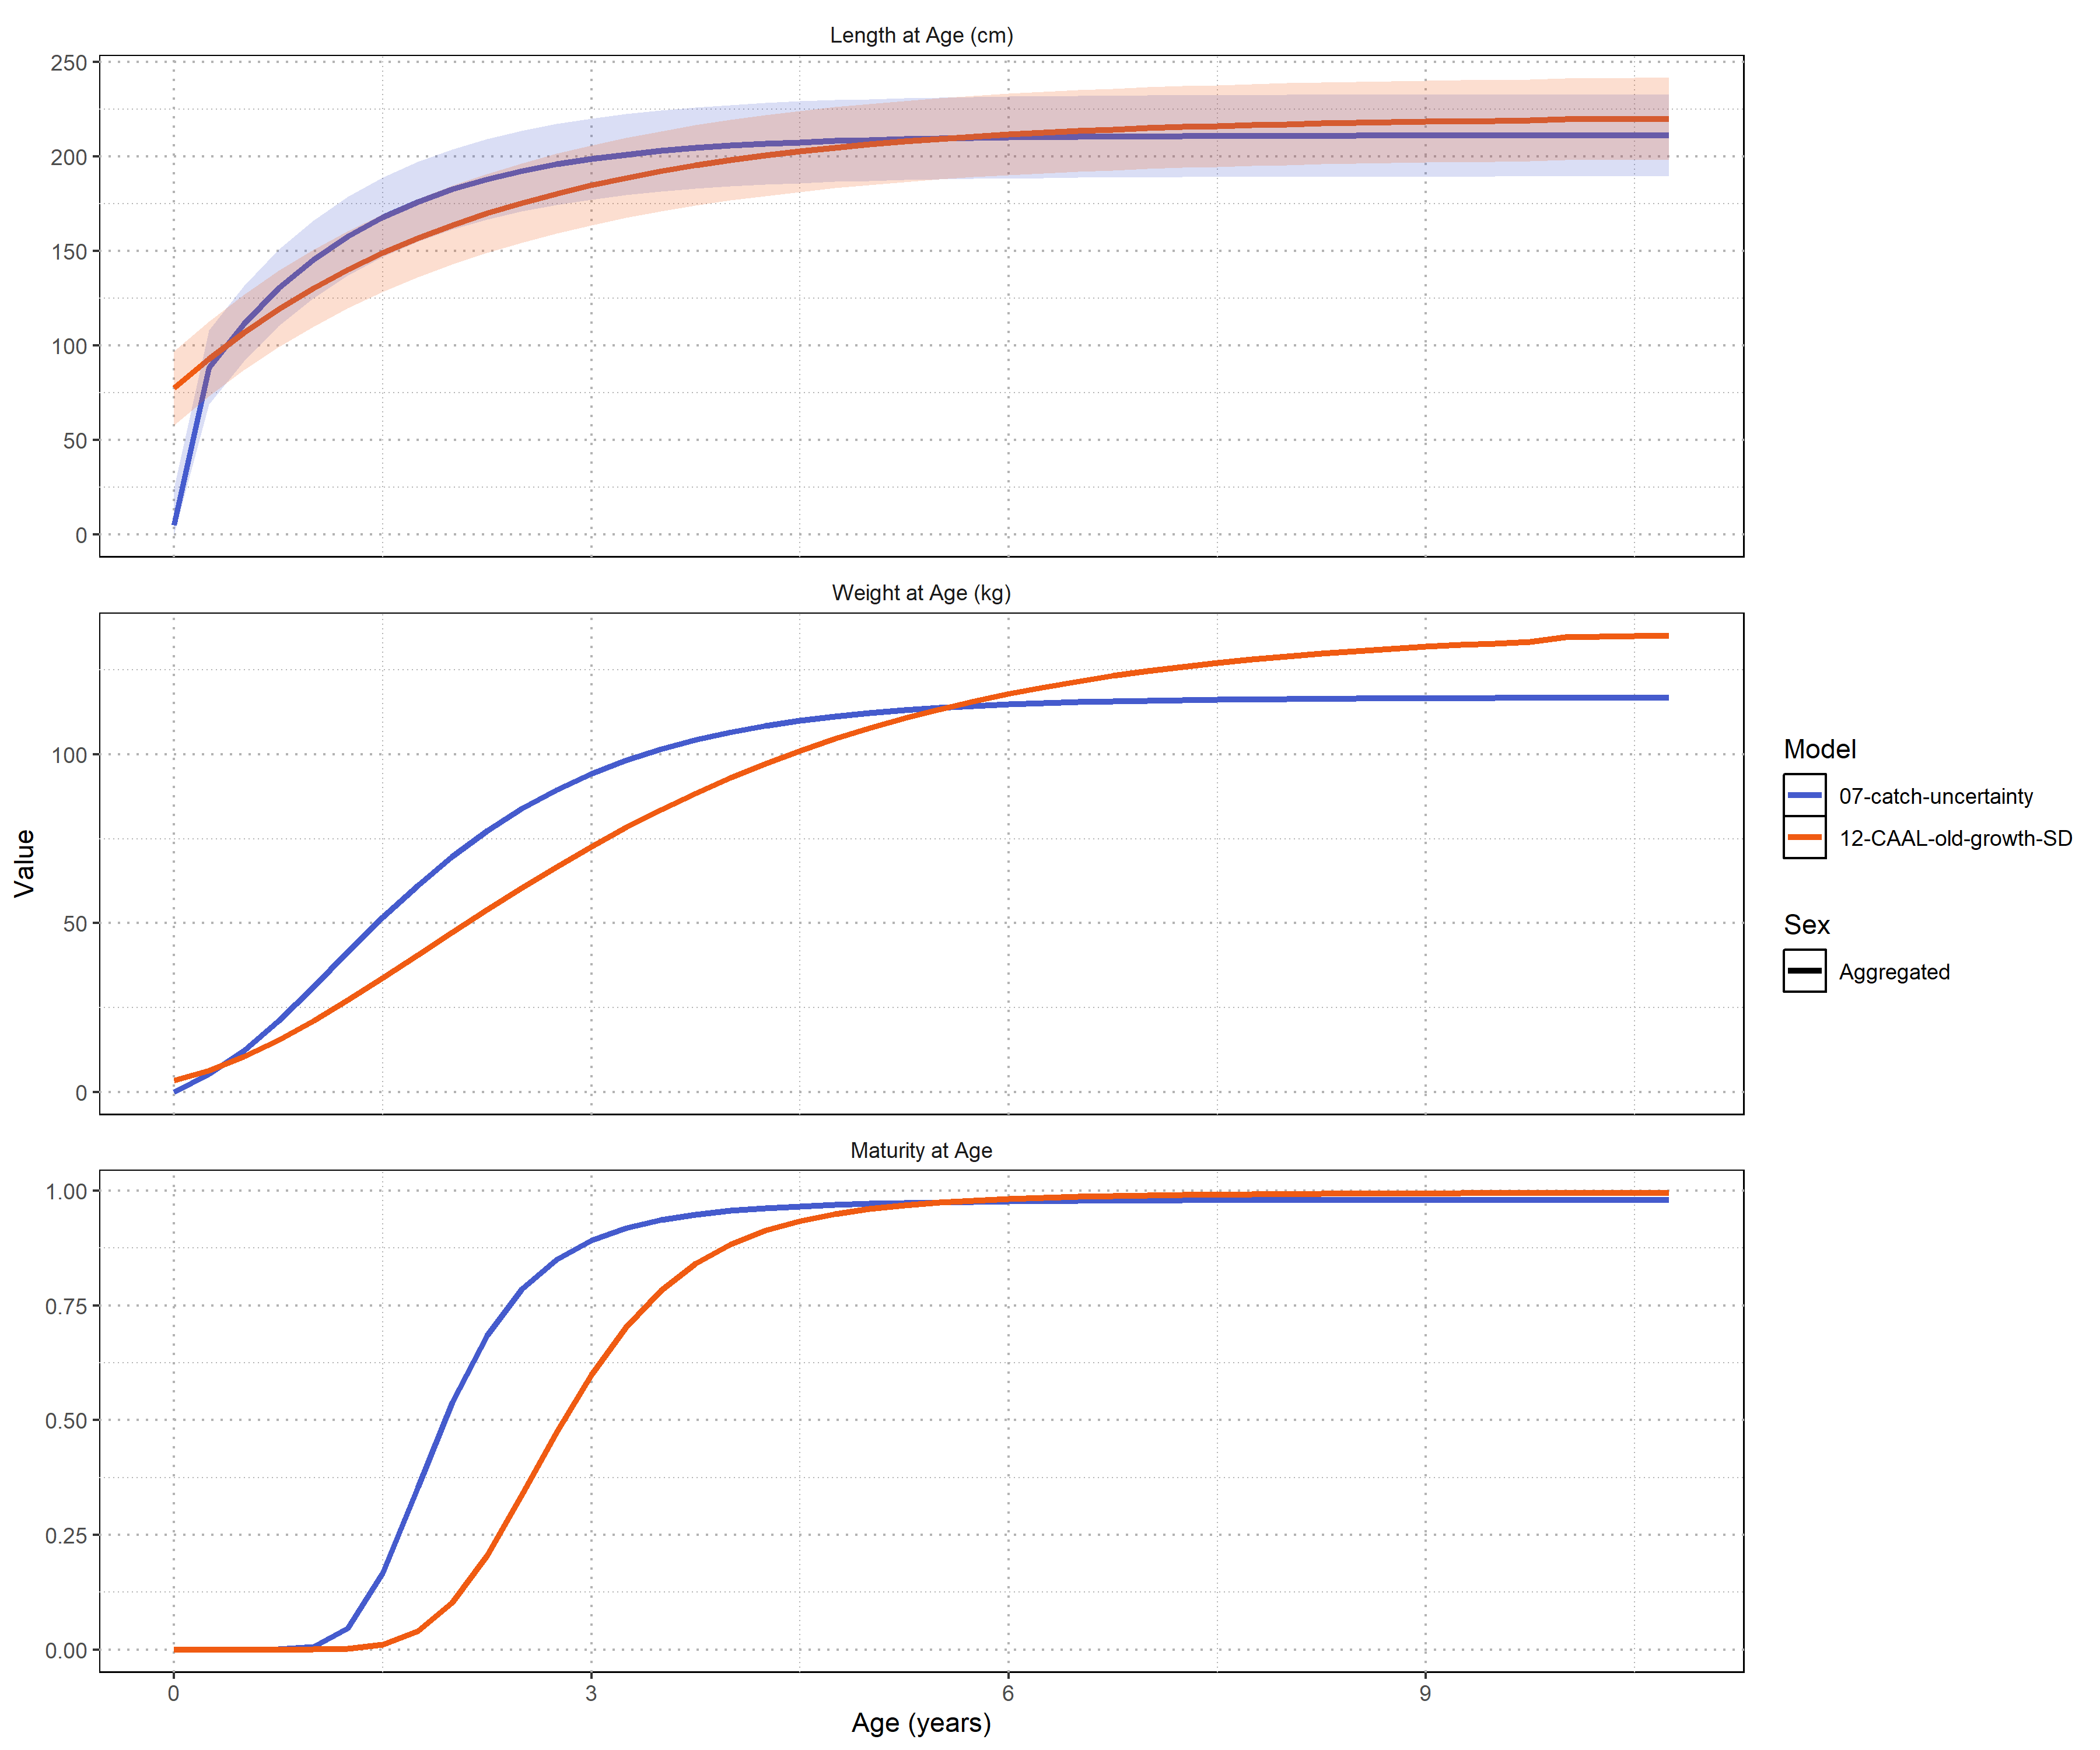 Length at Age (cm)
250
200
150
100
50
0
Weight at Age (kg)
100
50
0
Maturity at Age
1.00
0.75
0.50
0.25
0.00
0 3 6 9
Age (years)
Value
Model
07-catch-uncertainty
12-CAAL-old-growth-SD
Sex
Aggregated